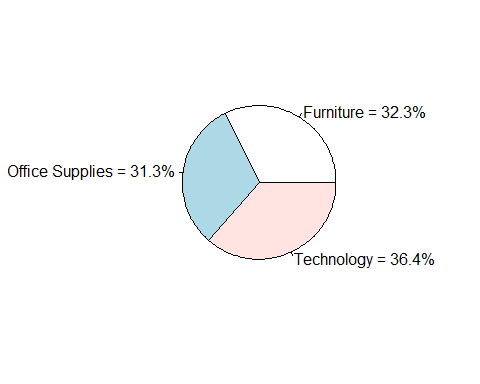 Furniture = 32.3%
Office Supplies = 31.3%
Technology = 36.4%